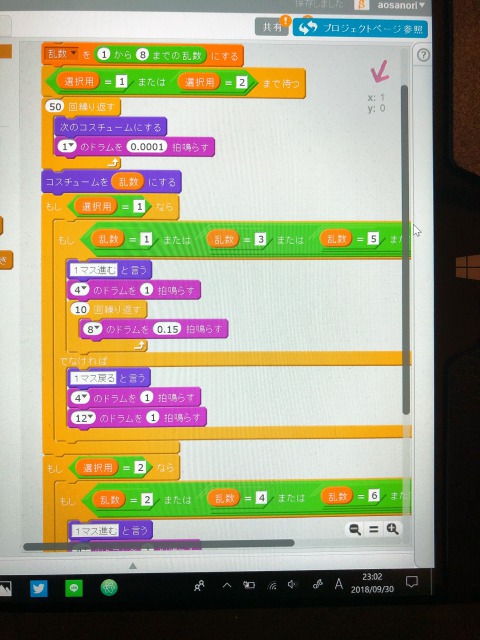 保存しました aosanori▼
共有 プロジェクトページ参照
乱数▼ を 1 から 8 までの乱数 にする
選択用 = 1 または 選択用 = 2 まで待つ
x: 1
y: 0
50 回繰り返す
次のコスチュームにする
1▼ のドラムを 0.0001 拍鳴らす
コスチュームを 乱数 にする
もし 選択用 = 1 なら
もし 乱数 = 1 または 乱数 = 3 または 乱数 = 5 また
1マス進む と言う
4▼ のドラムを 1 拍鳴らす
10 回繰り返す
8▼ のドラムを 0.15 拍鳴らす
でなければ
1マス戻る と言う
4▼ のドラムを 1 拍鳴らす
12▼ のドラムを 1 拍鳴らす
もし 選択用 = 2 なら
もし 乱数 = 2 または 乱数 = 4 または 乱数 = 6 また
1マス進む と言う
A 23:02
2018/09/30